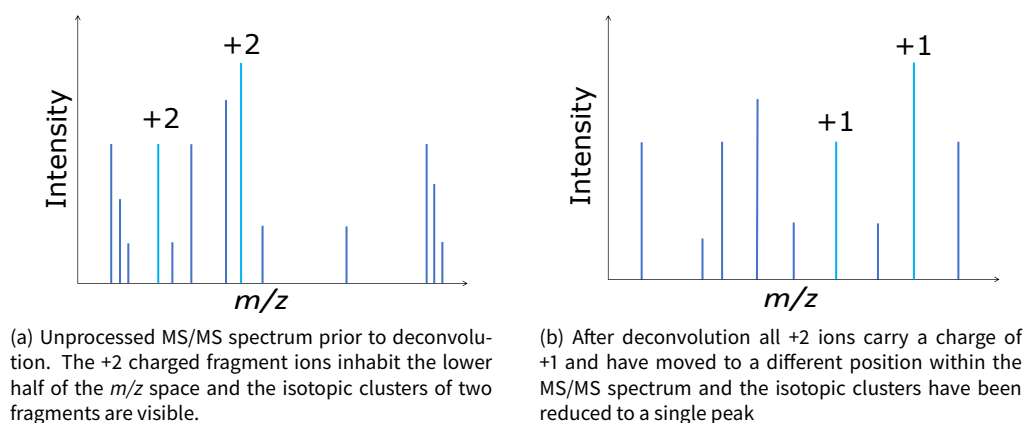 +2
+2
Intensity
m/z
(a) Unprocessed MS/MS spectrum prior to deconvolu-
tion. The +2 charged fragment ions inhabit the lower
half of the m/z space and the isotopic clusters of two
fragments are visible.
+1
+1
Intensity
m/z
(b) After deconvolution all +2 ions carry a charge of
+1 and have moved to a different position within the
MS/MS spectrum and the isotopic clusters have been
reduced to a single peak